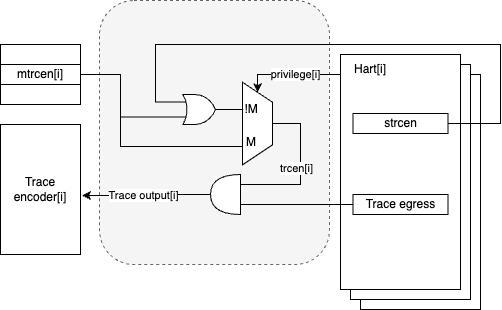 mtrcen[i]
privilege[i]
Hart[i]
!M
M
strcen
trcen[i]
Trace
encoder[i]
Trace output[i]
Trace egress